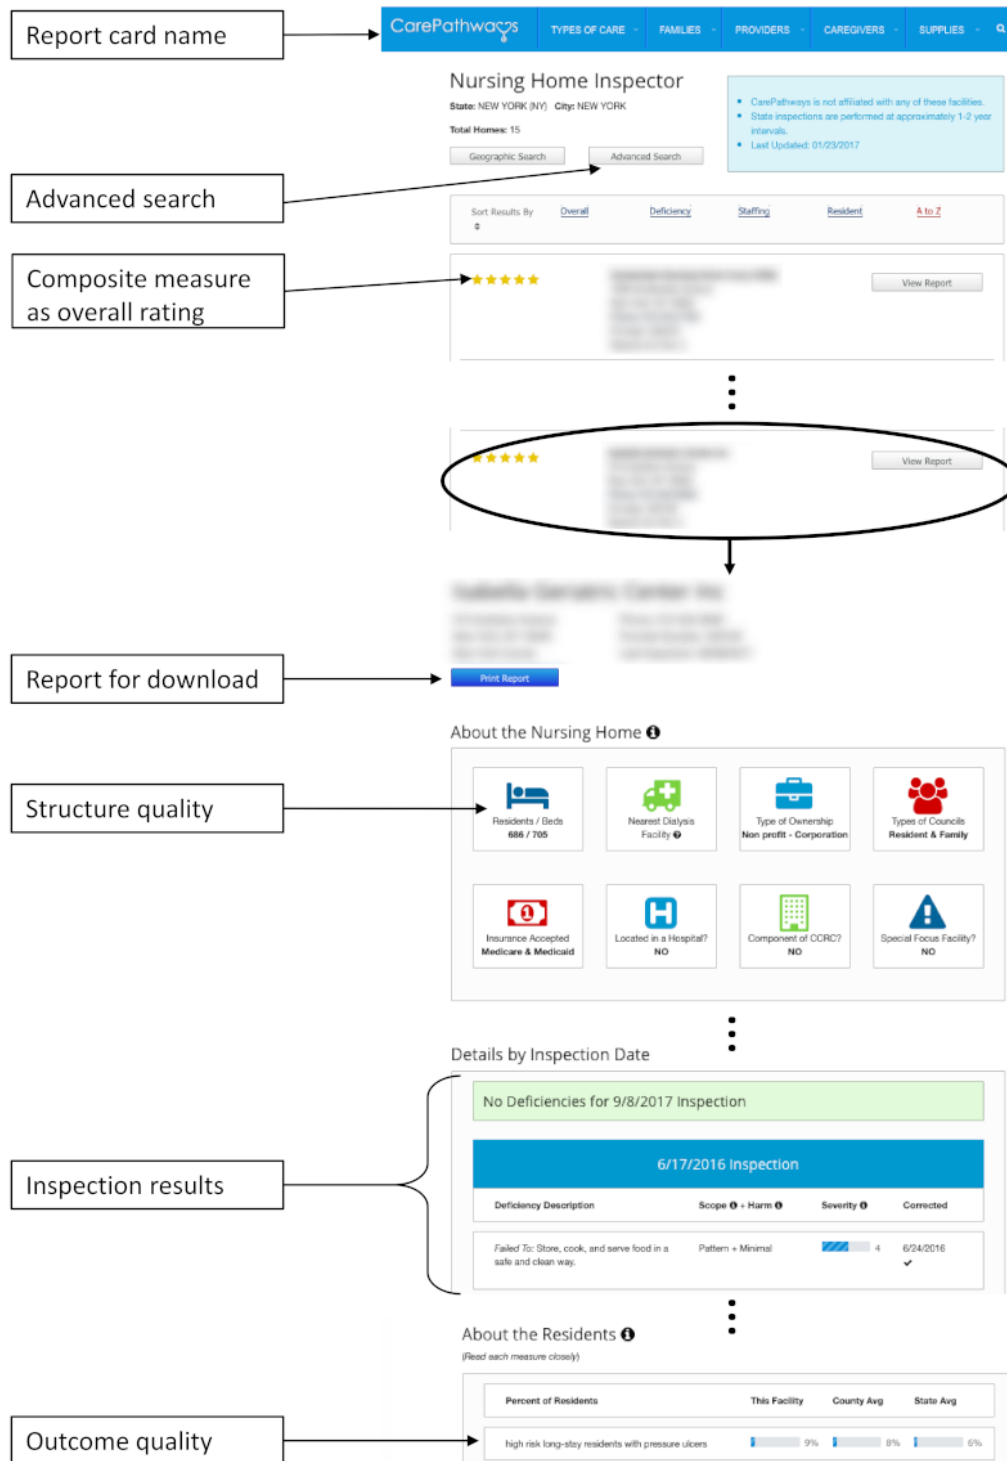 Report card name
CarePathways
TYPES OF CARE
FAMILIES
PROVIDERS
CAREGIVERS
SUPPLIES
Nursing Home Inspector
State: NEW YORK (NY) City: NEW YORK
Total Homes: 15
Geographic Search
Advanced Search
CarePathways is not affiliated with any of these facilities.
State inspections are performed at approximately 1-2 year
intervals.
Last Updated: 01/23/2017
Advanced search
Sort Results By
Overall
Deficiency
Staffing
Resident
A to Z
Composite measure
as overall rating
View Report
View Report
Report for download
Print Report
About the Nursing Home
Structure quality
Residents / Beds
686 / 705
Nearest Dialysis
Facility
Type of Ownership
Non profit - Corporation
Types of Councils
Resident & Family
Insurance Accepted
Medicare & Medicaid
Located in a Hospital?
NO
Component of CCRC?
NO
Special Focus Facility?
NO
Details by Inspection Date
No Deficiencies for 9/8/2017 Inspection
6/17/2016 Inspection
Inspection results
Deficiency Description
Scope + Harm
Severity
Corrected
Failed To: Store, cook, and serve food in a
safe and clean way.
Pattern + Minimal
4
6/24/2016
About the Residents
(Read each measure closely)
Percent of Residents
This Facility
County Avg
State Avg
Outcome quality
high risk long-stay residents with pressure ulcers
9%
8%
6%